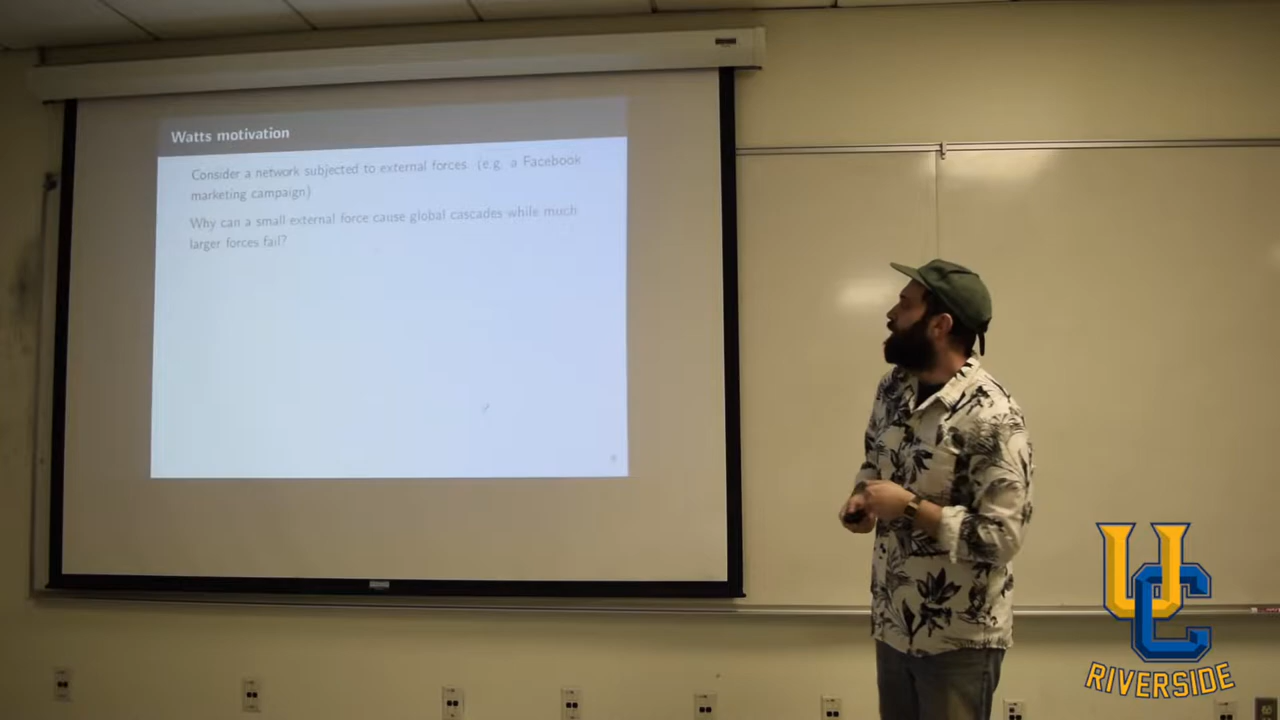 Watts motivation
Consider a network subjected to external forces. (e.g. a Facebook
marketing campaign)
Why can a small external force cause global cascades while much
larger forces fail?
UC
RIVERSIDE